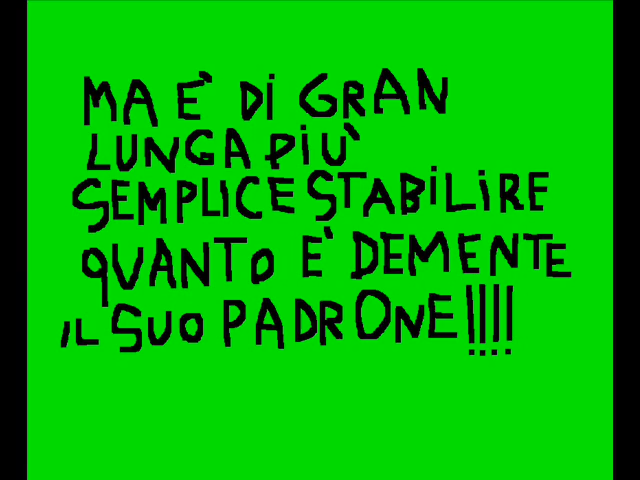 MA È DI GRAN
LUNGA PIÙ
SEMPLICE STABILIRE
QUANTO È DEMENTE
IL SUO PADRONE!!!!